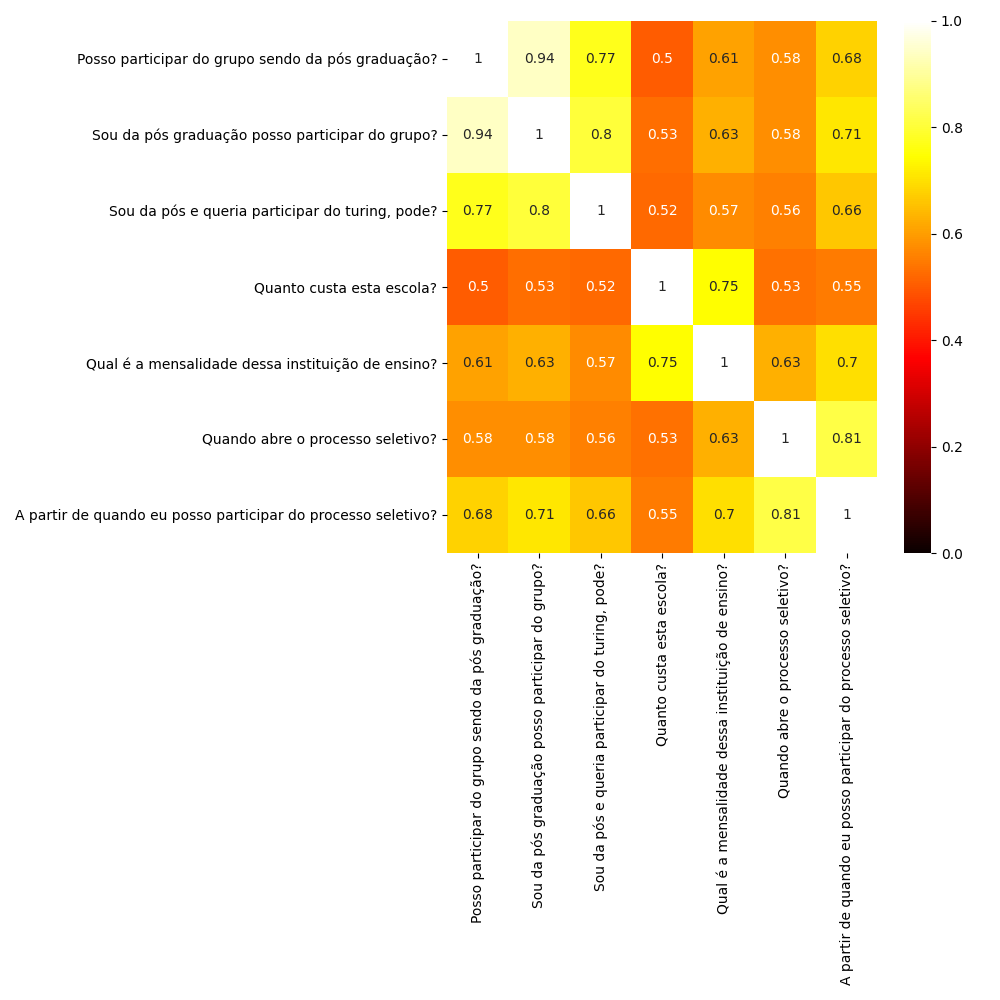 Posso participar do grupo sendo da pós graduação? 1 0.94 0.77 0.5 0.61 0.58 0.68
Sou da pós graduação posso participar do grupo? 0.94 1 0.8 0.53 0.63 0.58 0.71
Sou da pós e queria participar do turing, pode? 0.77 0.8 1 0.52 0.57 0.56 0.66
Quanto custa esta escola? 0.5 0.53 0.52 1 0.75 0.53 0.55
Qual é a mensalidade dessa instituição de ensino? 0.61 0.63 0.57 0.75 1 0.63 0.7
Quando abre o processo seletivo? 0.58 0.58 0.56 0.53 0.63 1 0.81
A partir de quando eu posso participar do processo seletivo? 0.68 0.71 0.66 0.55 0.7 0.81 1
Posso participar do grupo sendo da pós graduação?
Sou da pós graduação posso participar do grupo?
Sou da pós e queria participar do turing, pode?
Quanto custa esta escola?
Qual é a mensalidade dessa instituição de ensino?
Quando abre o processo seletivo?
A partir de quando eu posso participar do processo seletivo?
1.0
0.8
0.6
0.4
0.2
0.0